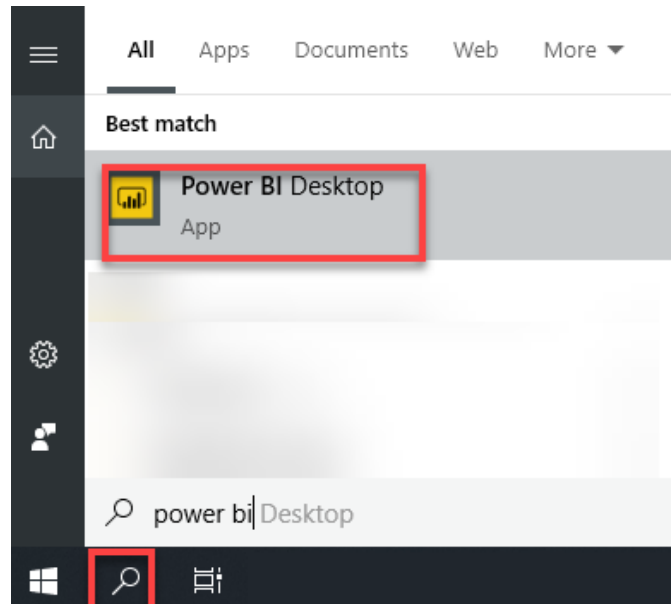 All Apps Documents Web More
Best match
Power BI Desktop
App
power bi Desktop